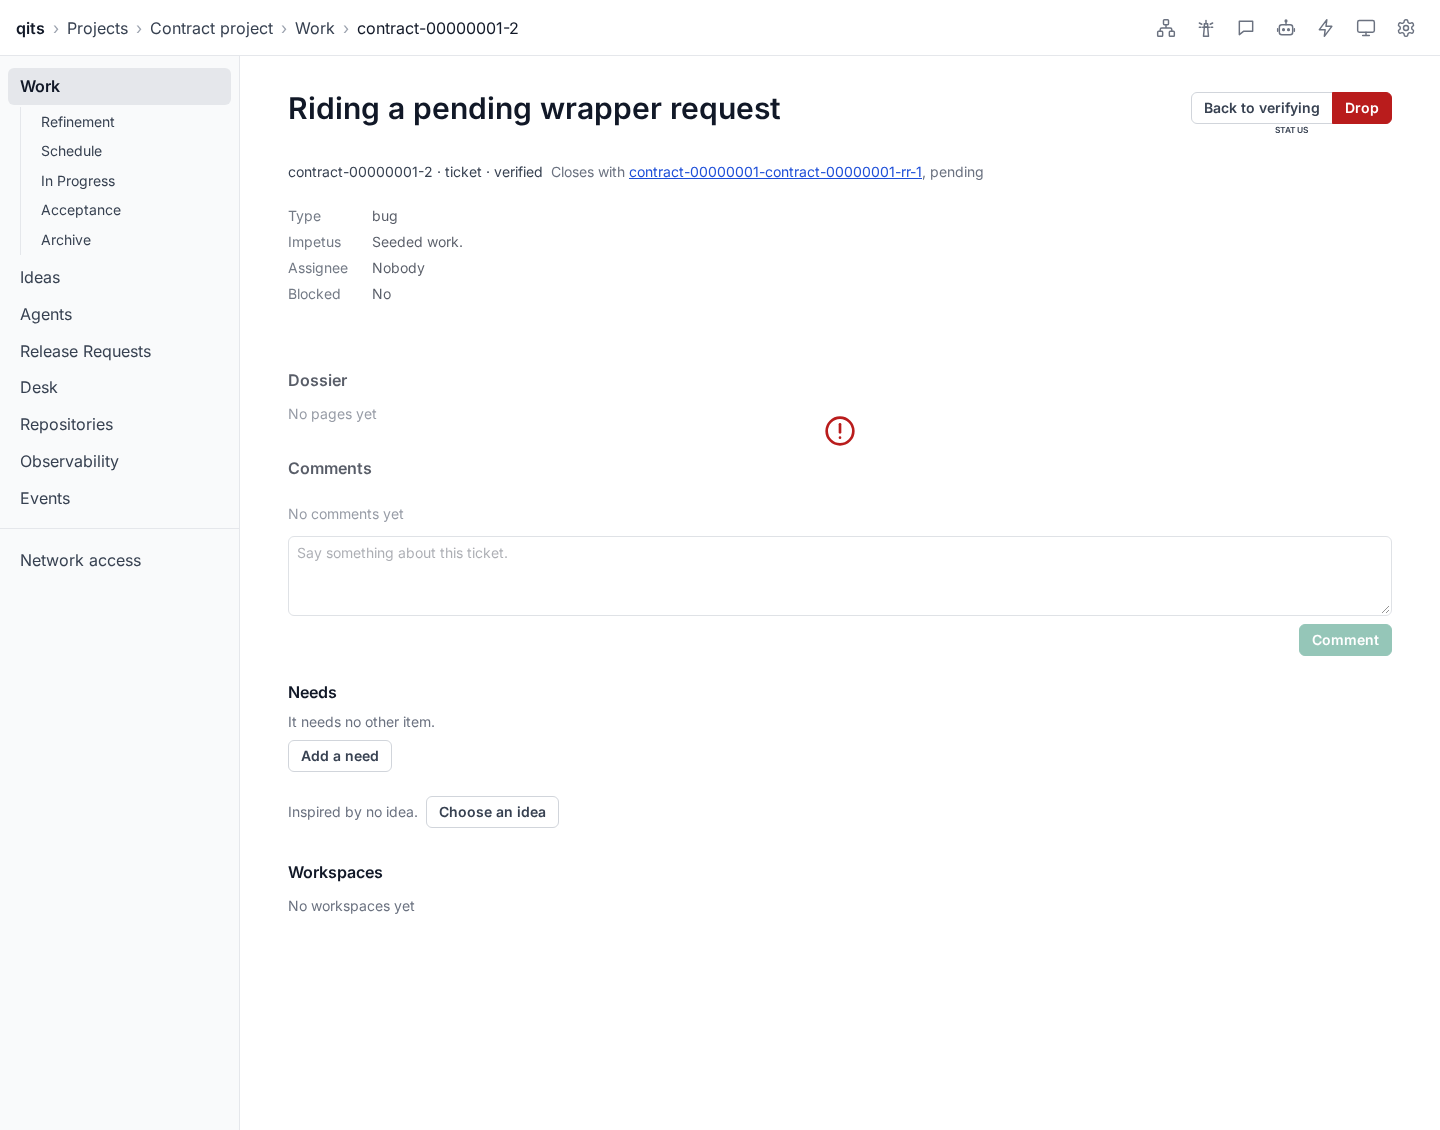 qits › Projects › Contract project › Work › contract-00000001-2
Work
Refinement
Schedule
In Progress
Acceptance
Archive
Ideas
Agents
Release Requests
Desk
Repositories
Observability
Events
Network access
Riding a pending wrapper request
Back to verifying
Drop
STATUS
contract-00000001-2 · ticket · verified Closes with contract-00000001-contract-00000001-rr-1, pending
Type bug
Impetus Seeded work.
Assignee Nobody
Blocked No
Dossier
No pages yet
Comments
No comments yet
Say something about this ticket.
Comment
Needs
It needs no other item.
Add a need
Inspired by no idea. Choose an idea
Workspaces
No workspaces yet